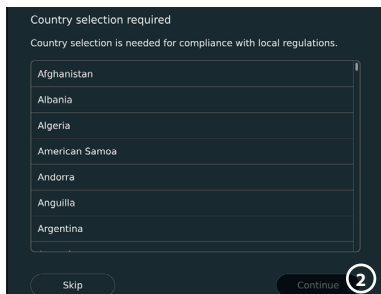 Country selection required
Country selection is needed for compliance with local regulations.
Afghanistan
Albania
Algeria
American Samoa
Andorra
Anguilla
Argentina
Skip
Continue
2